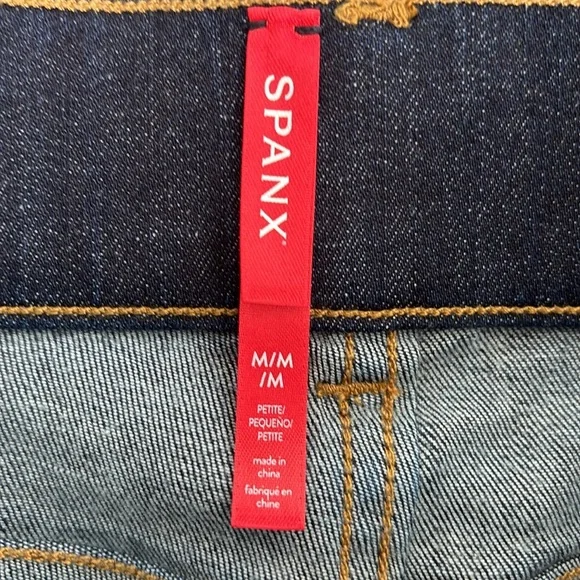 SPANX®
M/M
/M
PETITE/
PEQUEÑO/
PETITE
made in
china
fabriqué en
chine